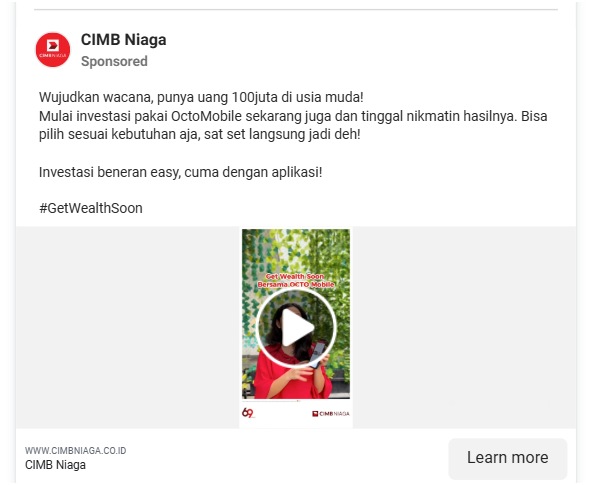 CIMB NIAGA
CIMB Niaga
Sponsored
Wujudkan wacana, punya uang 100juta di usia muda!
Mulai investasi pakai OctoMobile sekarang juga dan tinggal nikmatin hasilnya. Bisa
pilih sesuai kebutuhan aja, sat set langsung jadi deh!
Investasi beneran easy, cuma dengan aplikasi!
#GetWealthSoon
Get Wealth Soon
Bersama OCTO Mobile
69
CIMB NIAGA
WWW.CIMBNIAGA.CO.ID
CIMB Niaga
Learn more